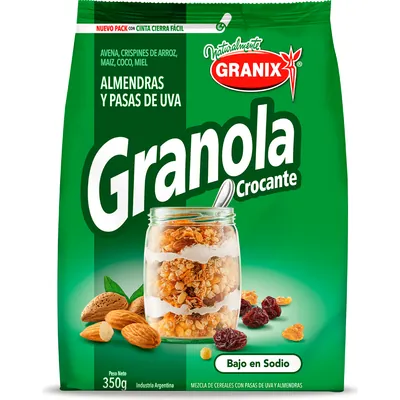 NUEVO PACK CON CINTA CIERRA FÁCIL
AVENA, CRISPINES DE ARROZ,
MAIZ, COCO, MIEL
ALMENDRAS
Y PASAS DE UVA
Naturalmente
GRANIX
Granola
Crocante
Bajo en Sodio
Peso Neto
350g
Industria Argentina
MEZCLA DE CEREALES CON PASAS DE UVA Y ALMENDRAS